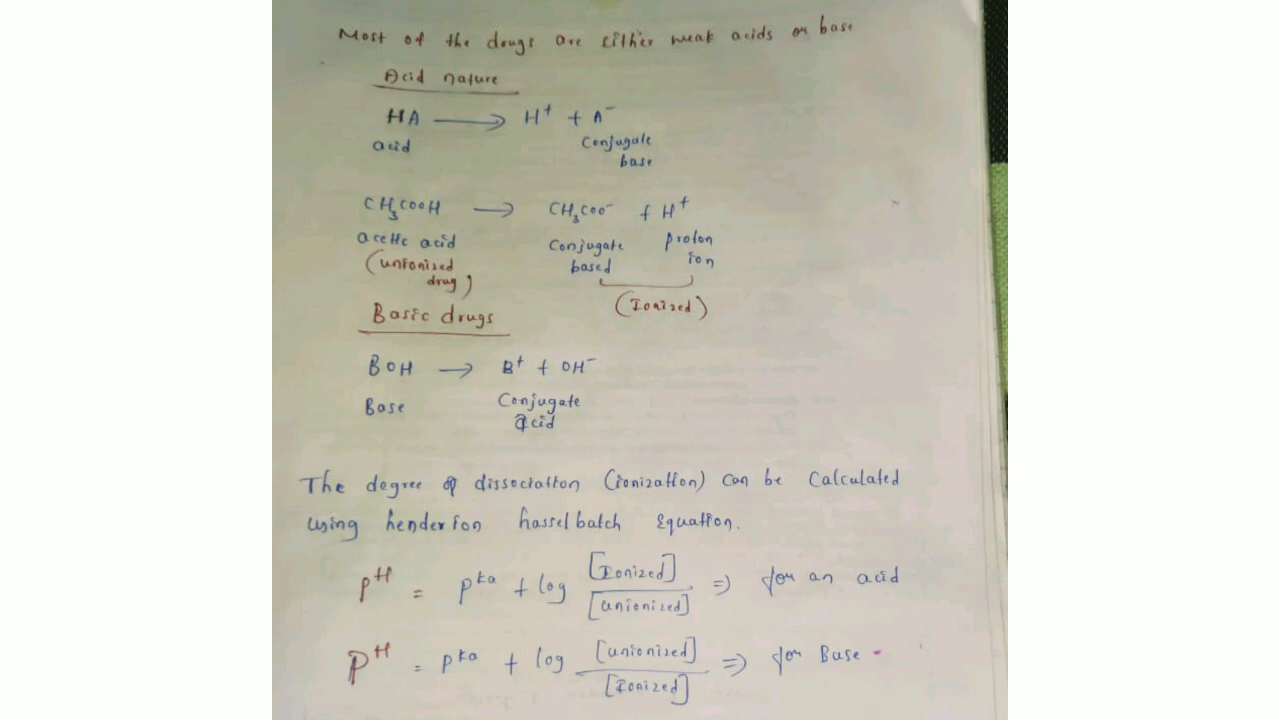 Most of the drugs are either weak acids or base
Acid nature
HA ⟶ H⁺ + A⁻
acid Conjugate
base
CH₃COOH ⟶ CH₃COO⁻ + H⁺
acetic acid Conjugate based proton ion
(unionized drug) (Ionized)
Basic drugs
BOH ⟶ B⁺ + OH⁻
Base Conjugate
acid
The degree of dissociation (ionization) can be Calculated
using henderson hasselbatch Equation.
pH = pka + log [Ionized] / [unionized] ⇒ for an acid
pH = pka + log [unionized] / [Ionized] ⇒ for Base